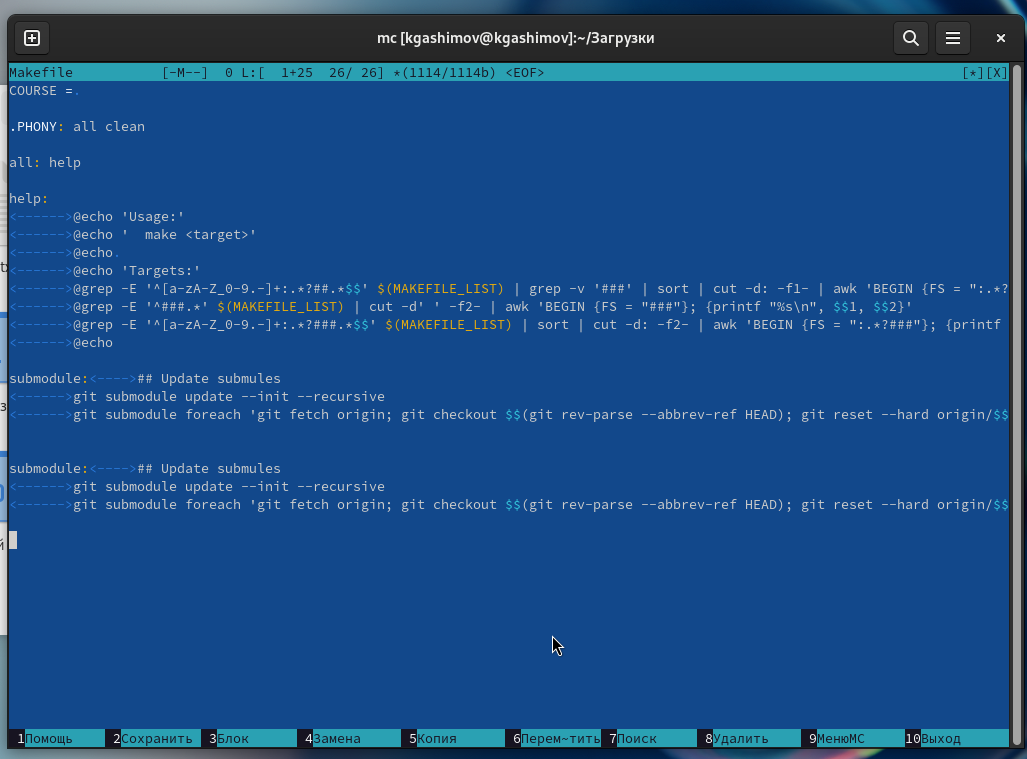 mc [kgashimov@kgashimov]:~/Загрузки
Makefile [-M--] 0 L:[ 1+25 26/ 26] *(1114/1114b) <EOF> [*][X]
COURSE =.
.PHONY: all clean
all: help
help:
<------>@echo 'Usage:'
<------>@echo '  make <target>'
<------>@echo.
<------>@echo 'Targets:'
<------>@grep -E '^[a-zA-Z_0-9.-]+:.*?##.*$$' $(MAKEFILE_LIST) | grep -v '###' | sort | cut -d: -f1- | awk 'BEGIN {FS = ":.*?
<------>@grep -E '^###.*' $(MAKEFILE_LIST) | cut -d' ' -f2- | awk 'BEGIN {FS = "###"}; {printf "%s\n", $$1, $$2}'
<------>@grep -E '^[a-zA-Z_0-9.-]+:.*?###.*$$' $(MAKEFILE_LIST) | sort | cut -d: -f2- | awk 'BEGIN {FS = ":.*?###"}; {printf
<------>@echo
submodule:<---->## Update submules
<------>git submodule update --init --recursive
<------>git submodule foreach 'git fetch origin; git checkout $$(git rev-parse --abbrev-ref HEAD); git reset --hard origin/$$
submodule:<---->## Update submules
<------>git submodule update --init --recursive
<------>git submodule foreach 'git fetch origin; git checkout $$(git rev-parse --abbrev-ref HEAD); git reset --hard origin/$$
1Помощь 2Сохранить 3Блок 4Замена 5Копия 6Перем~тить 7Поиск 8Удалить 9МенюМС 10Выход